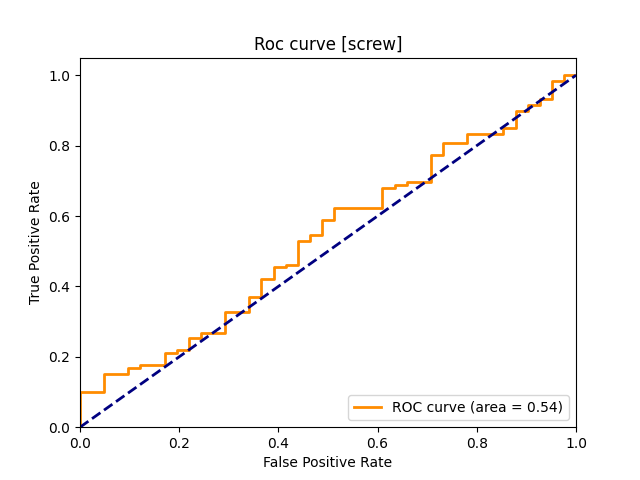 Roc curve [screw]
True Positive Rate
1.0
0.8
0.6
0.4
0.2
0.0
ROC curve (area = 0.54)
0.0 0.2 0.4 0.6 0.8 1.0
False Positive Rate